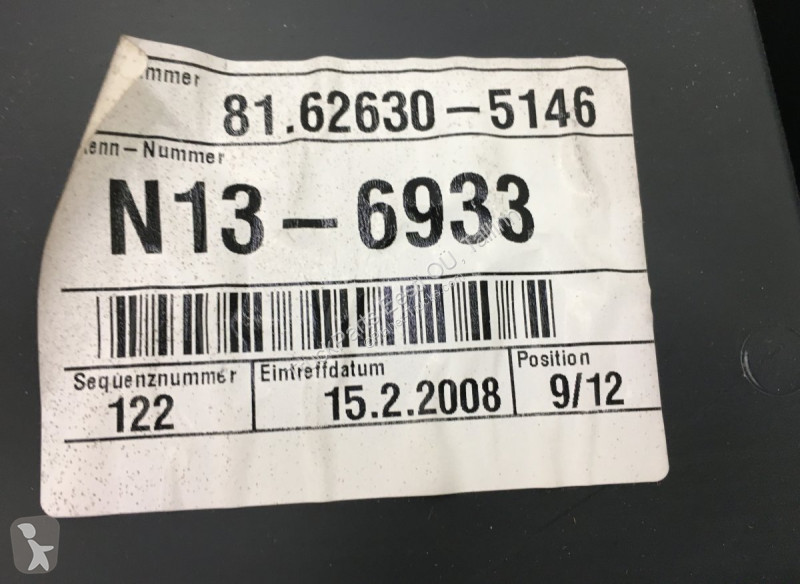 mmer
81.62630-5146
enn-Nummer
N13-6933
Sequenznummer
122
Eintreffdatum
15.2.2008
Position
9/12